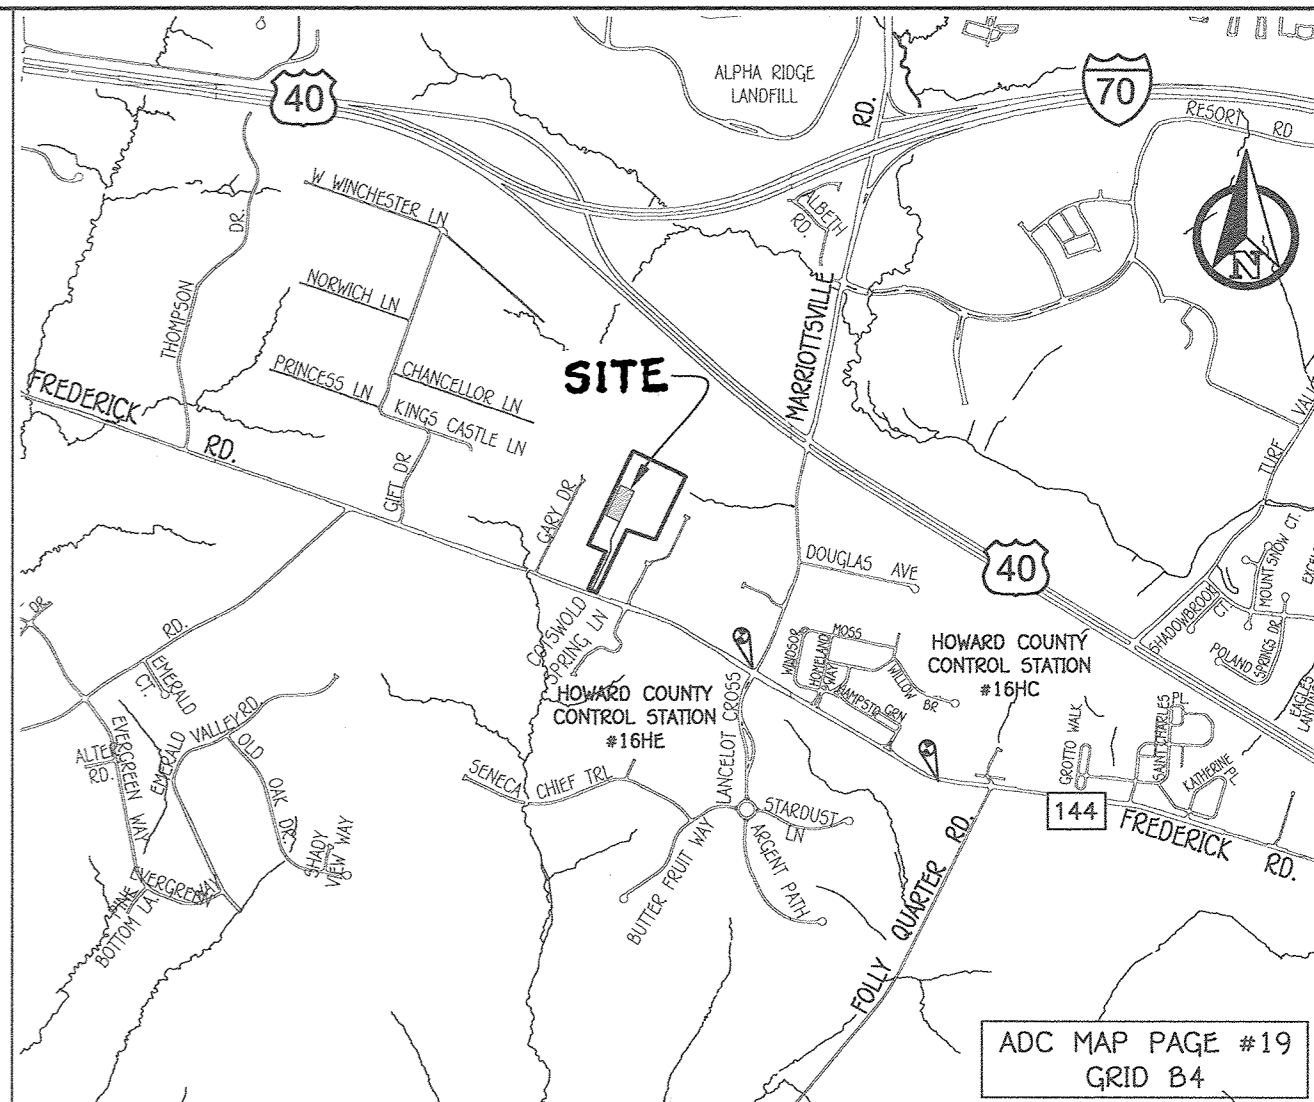 ALPHA RIDGE
LANDFILL
40
70
RD.
RESORT RD
W WINCHESTER LN
ALBETH
RD.
N
THOMPSON DR
NORWICH LN
MARRIOTTSVILLE
SITE
PRINCESS LN
CHANCELLOR LN
FREDERICK
RD.
KINGS CASTLE LN
GIFT DR
GARY DR
TURF
DOUGLAS AVE
40
MOUNT SNOW CT.
SHADOWBROOK
CT.
COTSWOLD
SPRING LN
DR
RD.
EMERALD
CT.
WINDSOR
HOMELAND
PWAY
MOSS
WILLOW
BR
GRN
HOWARD COUNTY
CONTROL STATION
#16HC
POLAND
SPRINGS DR
EAGLES
HOWARD COUNTY
CONTROL STATION
#16HE
LANCELOT CROSS
EVERGREEN WAY
EMERALD VALLEY RD.
OLD
OAK
DR
RD.
SENECA CHIEF TRL
GROTTO WALK
SAINT CHARLES
PL
KATHERINE
PL
SHADY
VIEW WAY
BUTTER FRUIT WAY
STARDUST
LN
ARGENT PATH
144
FREDERICK RD.
PINE
BOTTOM LA.
FOLLY QUARTER RD.
ADC MAP PAGE #19
GRID B4